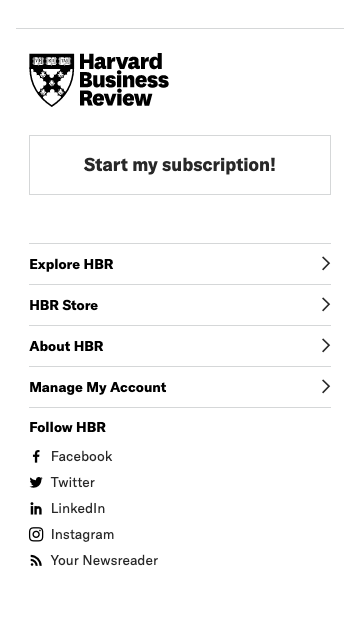 Harvard
Business
Review
Start my subscription!
Explore HBR
HBR Store
About HBR
Manage My Account
Follow HBR
Facebook
Twitter
LinkedIn
Instagram
Your Newsreader